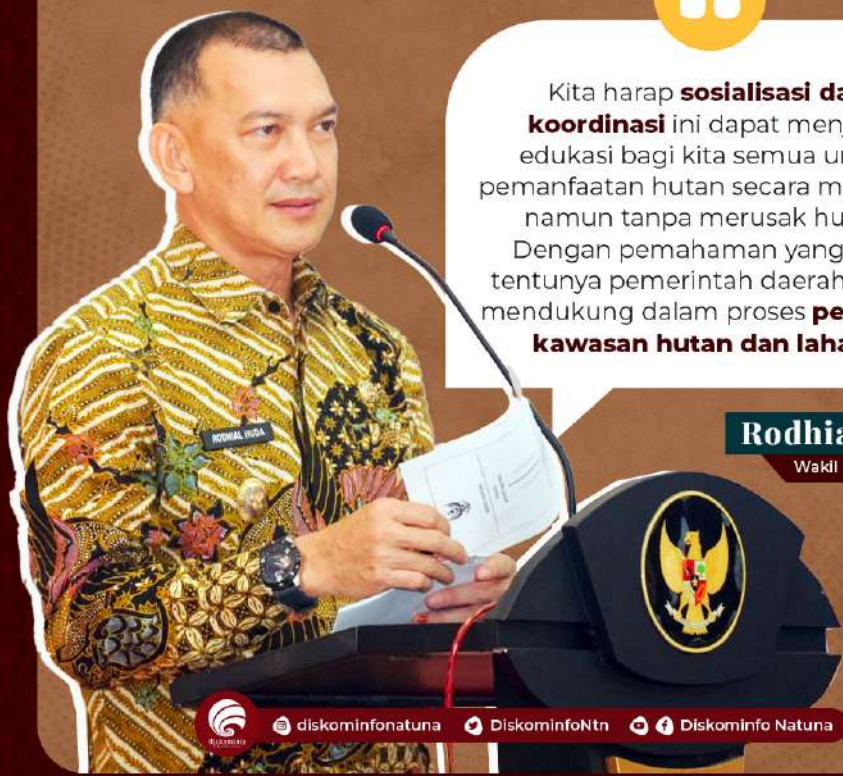 Kita harap sosialisasi da
koordinasi ini dapat menj
edukasi bagi kita semua u
pemanfaatan hutan secara m
namun tanpa merusak hu
Dengan pemahaman yang
tentunya pemerintah daerah
mendukung dalam proses pe
kawasan hutan dan laha
Rodhia
Wakil
RODHIAL HUDA
diskominfo
diskominfonatuna DiskominfoNtn Diskominfo Natuna